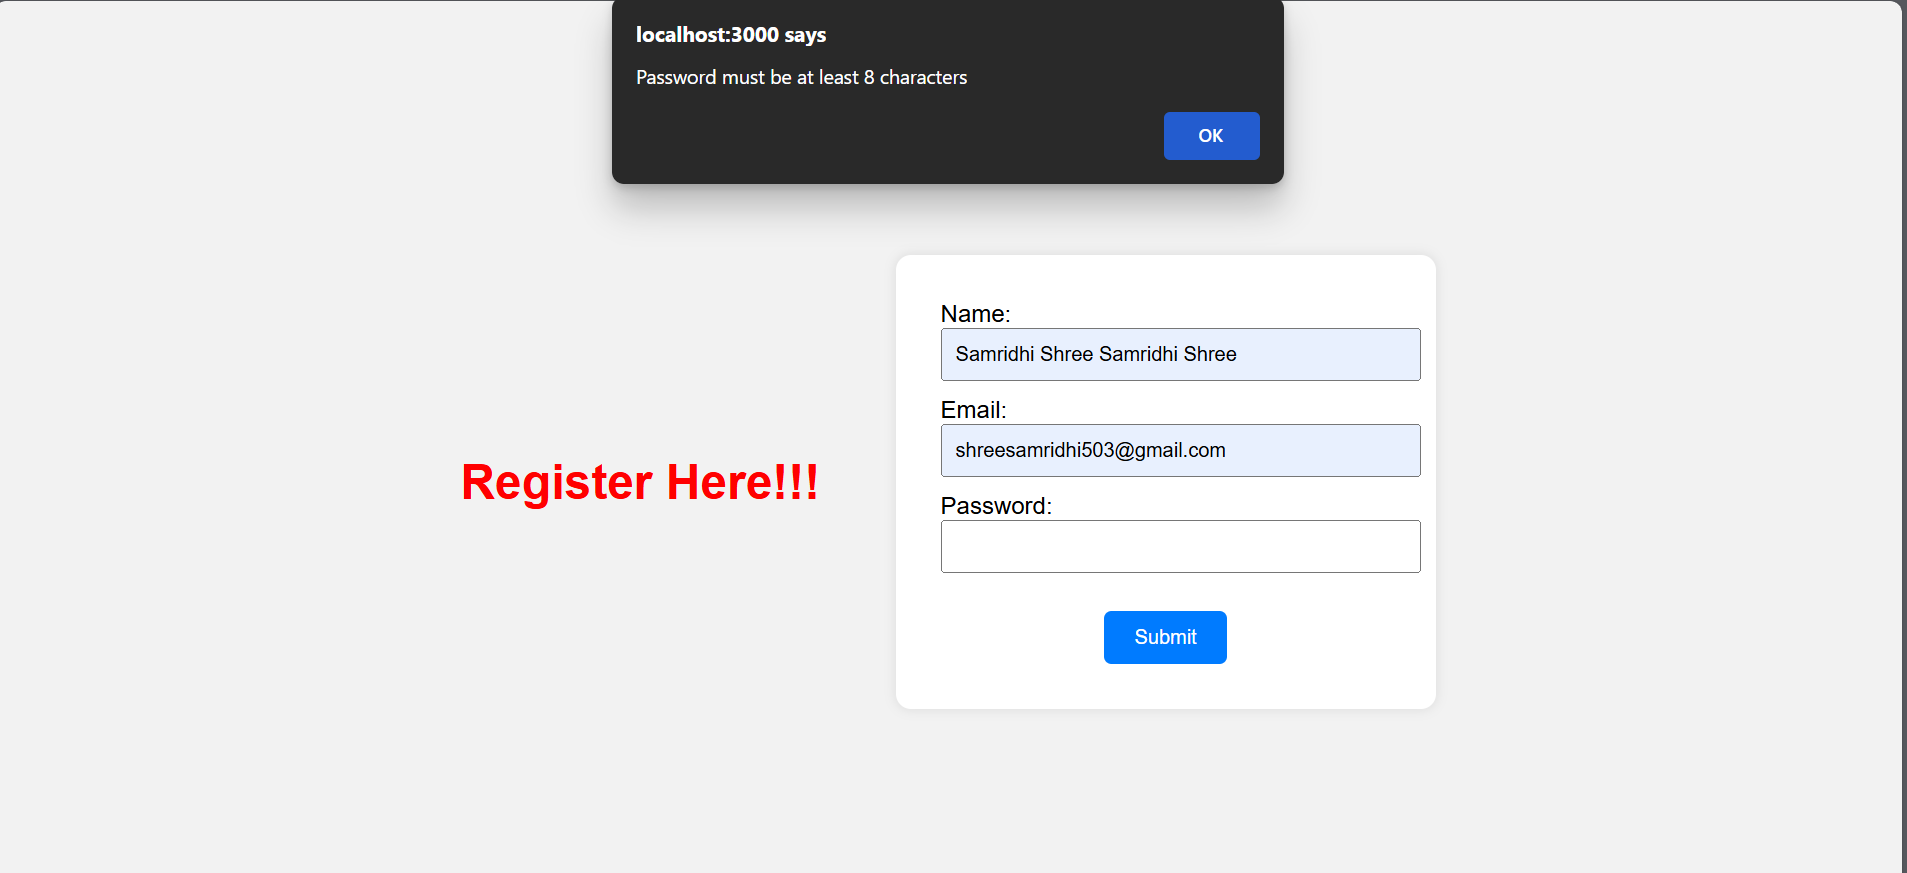 localhost:3000 says
Password must be at least 8 characters
OK
Name:
Samridhi Shree Samridhi Shree
Email:
shreesamridhi503@gmail.com
Register Here!!!
Password:
Submit